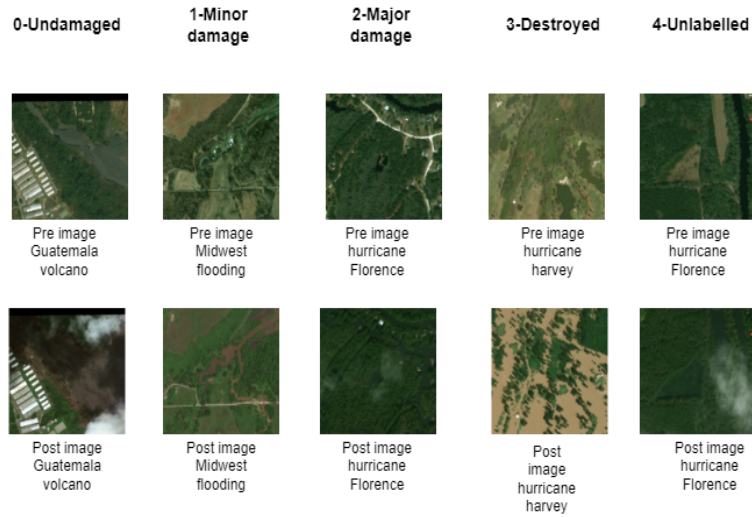 0-Undamaged
1-Minor
damage
2-Major
damage
3-Destroyed
4-Unlabelled
Pre image
Guatemala
volcano
Pre image
Midwest
flooding
Pre image
hurricane
Florence
Pre image
hurricane
harvey
Pre image
hurricane
Florence
Post image
Guatemala
volcano
Post image
Midwest
flooding
Post image
hurricane
Florence
Post
image
hurricane
harvey
Post image
hurricane
Florence